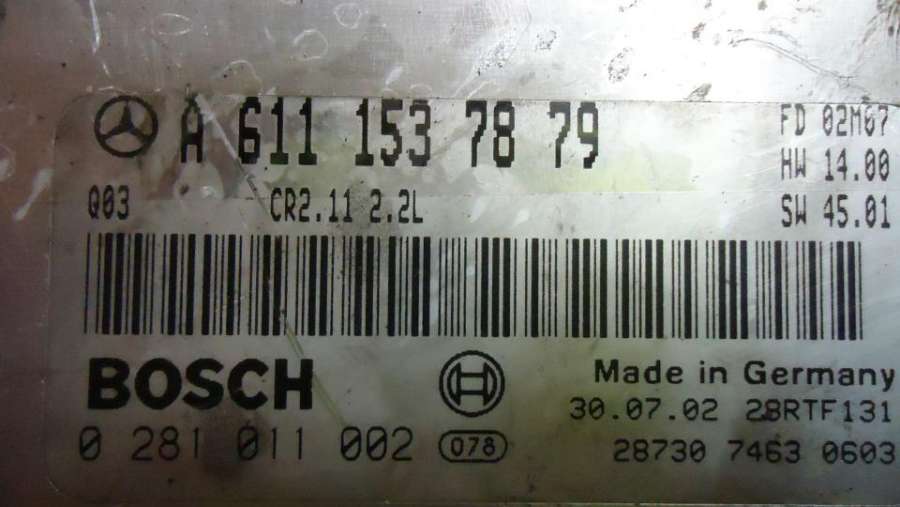 A 611 153 78 79
FD 02M07
HW 14.00
Q03 CR2.11 2.2L SW 45.01
BOSCH
Made in Germany
30.07.02 28RTF131
0 281 011 002 078
28730 7463 0603